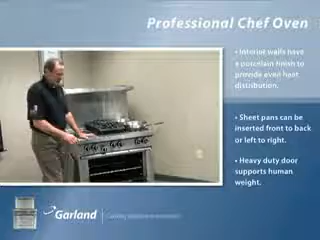 Professional Chef Oven
• Interior walls have
a porcelain finish to
provide even heat
distribution.
• Sheet pans can be
inserted front to back
or left to right.
• Heavy duty door
supports human
weight.
Garland